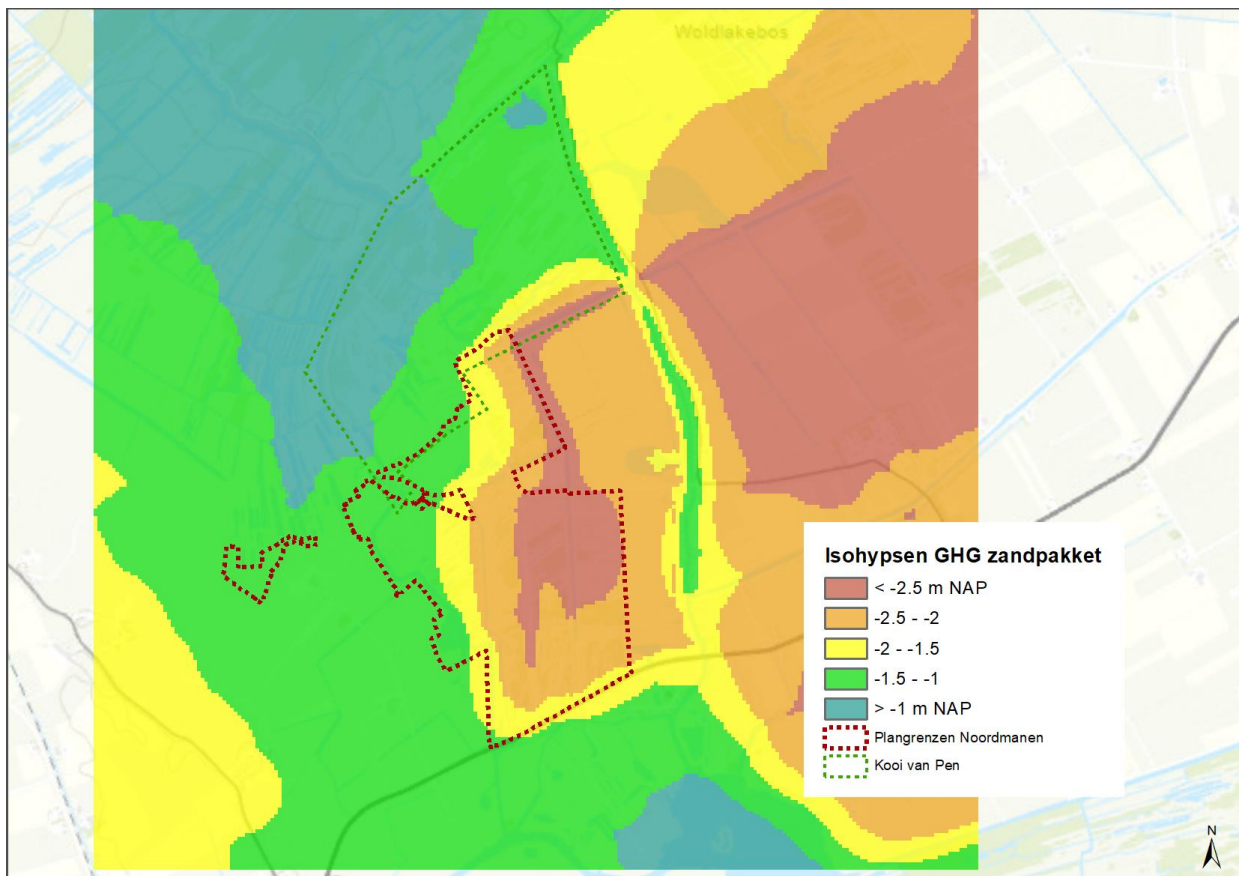 Woldlakebos
Isohypsen GHG zandpakket
< -2.5 m NAP
-2.5 - -2
-2 - -1.5
-1.5 - -1
> -1 m NAP
Plangrenzen Noordmanen
Kooi van Pen
N